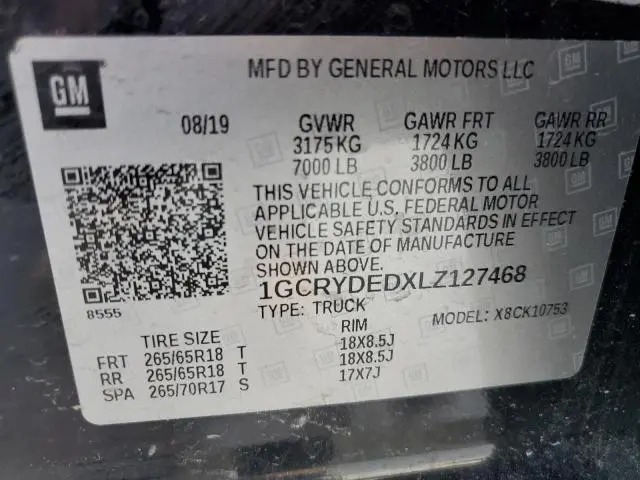 GM
MFD BY GENERAL MOTORS LLC
08/19 GVWR GAWR FRT GAWR RR
3175 KG 1724 KG 1724 KG
7000 LB 3800 LB 3800 LB
THIS VEHICLE CONFORMS TO ALL
APPLICABLE U.S. FEDERAL MOTOR
VEHICLE SAFETY STANDARDS IN EFFECT
ON THE DATE OF MANUFACTURE
SHOWN ABOVE.
1GCRYDEDXLZ127468
8555
TYPE: TRUCK MODEL: X8CK10753
TIRE SIZE RIM
FRT 265/65R18 T 18X8.5J
RR 265/65R18 T 18X8.5J
SPA 265/70R17 S 17X7J